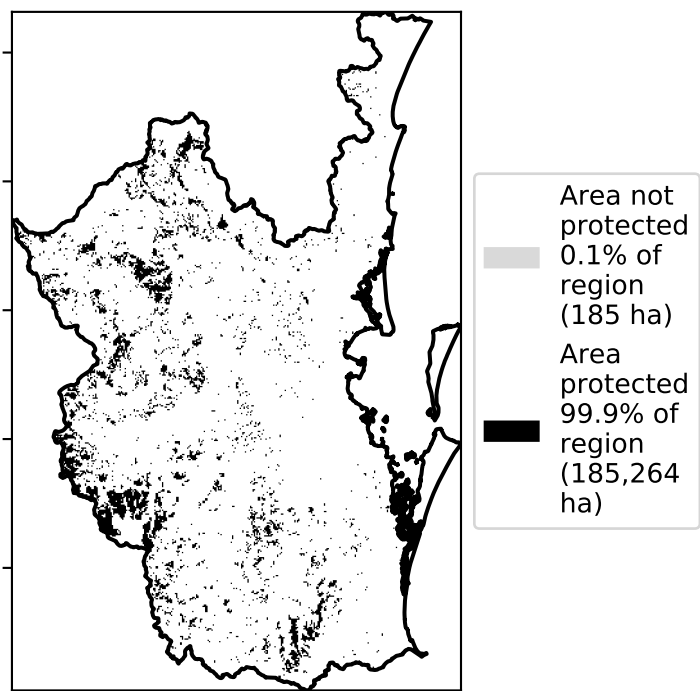 Area not
protected
0.1% of
region
(185 ha)
Area
protected
99.9% of
region
(185,264
ha)